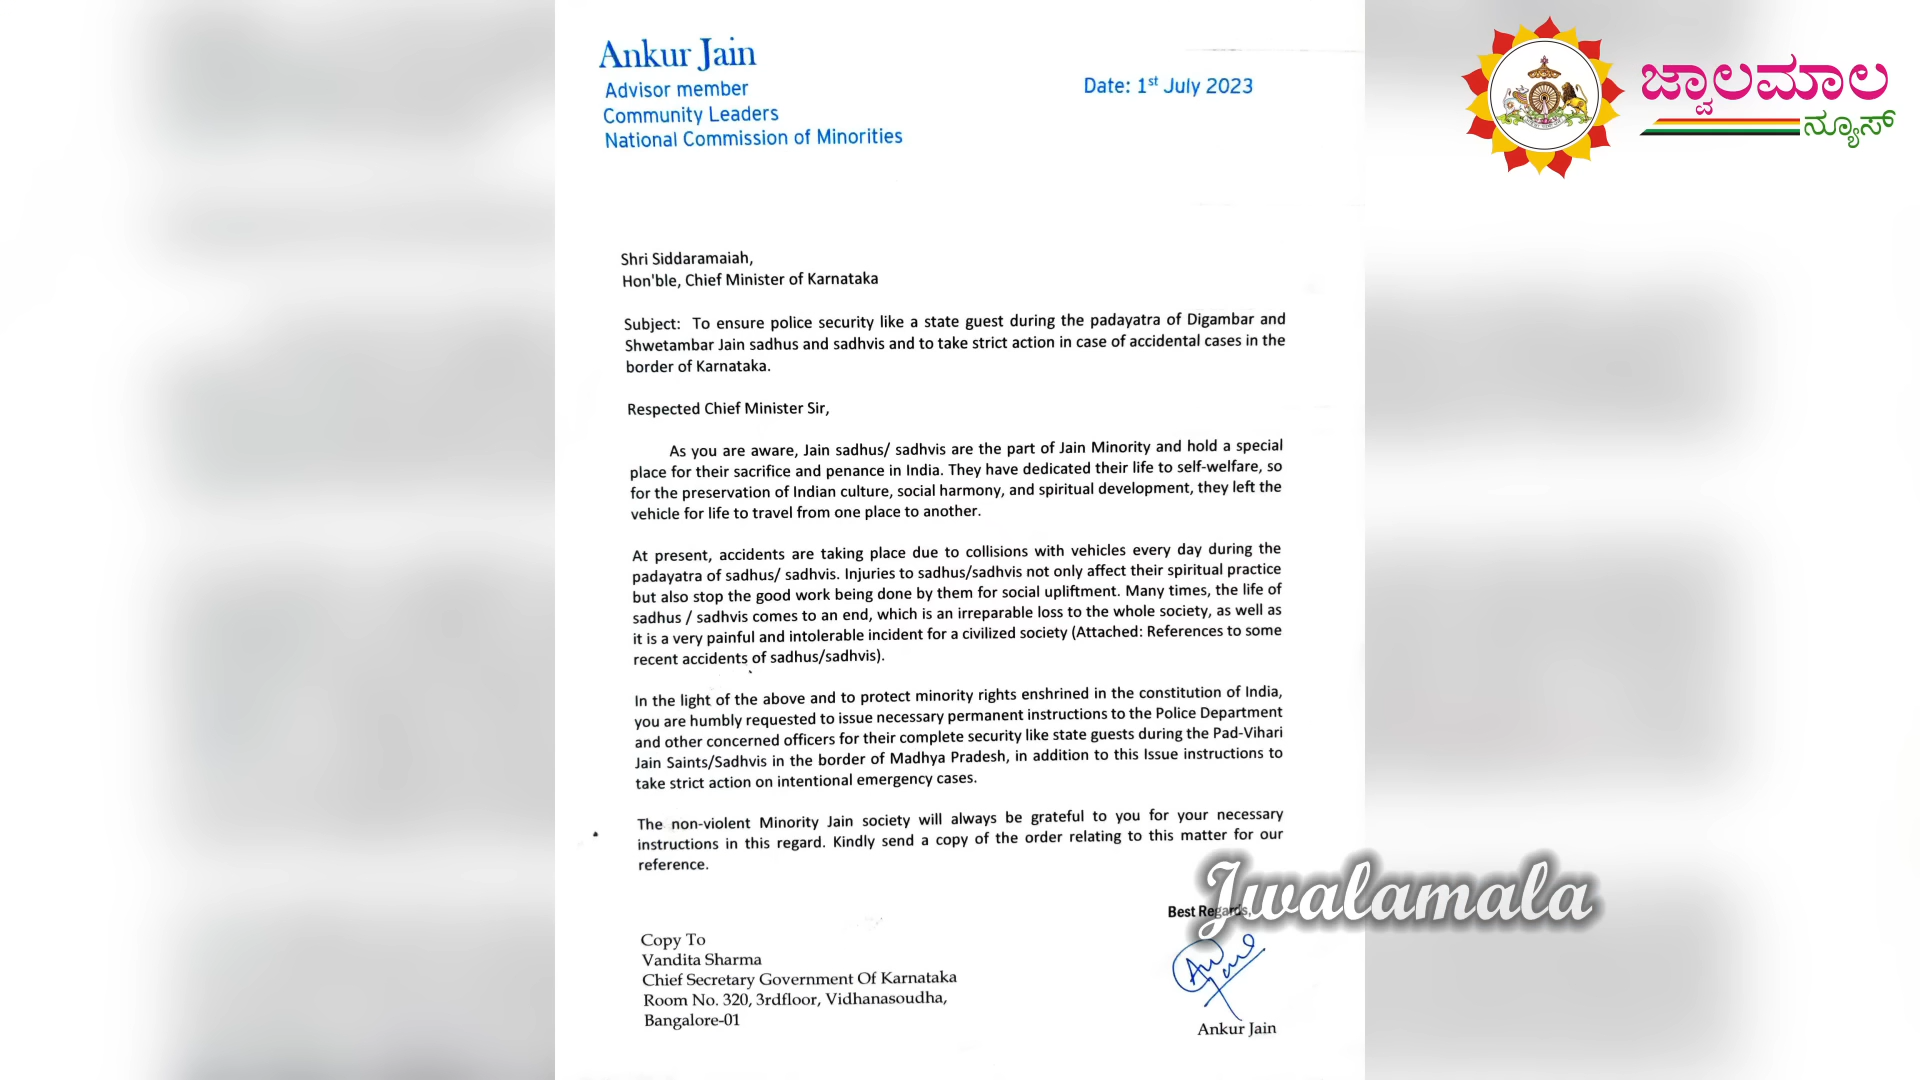 Ankur Jain
Advisor member
Community Leaders
National Commission of Minorities
Date: 1st July 2023
ಜ್ವಾಲಮಾಲ
ನ್ಯೂಸ್
Shri Siddaramaiah,
Hon'ble, Chief Minister of Karnataka
Subject: To ensure police security like a state guest during the padayatra of Digambar and
Shwetambar Jain sadhus and sadhvis and to take strict action in case of accidental cases in the
border of Karnataka.
Respected Chief Minister Sir,
As you are aware, Jain sadhus/ sadhvis are the part of Jain Minority and hold a special
place for their sacrifice and penance in India. They have dedicated their life to self-welfare, so
for the preservation of Indian culture, social harmony, and spiritual development, they left the
vehicle for life to travel from one place to another.
At present, accidents are taking place due to collisions with vehicles every day during the
padayatra of sadhus/ sadhvis. Injuries to sadhus/sadhvis not only affect their spiritual practice
but also stop the good work being done by them for social upliftment. Many times, the life of
sadhus / sadhvis comes to an end, which is an irreparable loss to the whole society, as well as
it is a very painful and intolerable incident for a civilized society (Attached: References to some
recent accidents of sadhus/sadhvis).
In the light of the above and to protect minority rights enshrined in the constitution of India,
you are humbly requested to issue necessary permanent instructions to the Police Department
and other concerned officers for their complete security like state guests during the Pad-Vihari
Jain Saints/Sadhvis in the border of Madhya Pradesh, in addition to this Issue instructions to
take strict action on intentional emergency cases.
The non-violent Minority Jain society will always be grateful to you for your necessary
instructions in this regard. Kindly send a copy of the order relating to this matter for our
reference.
Jwalamala
Best Regards,
Copy To
Vandita Sharma
Chief Secretary Government Of Karnataka
Room No. 320, 3rdfloor, Vidhanasoudha,
Bangalore-01
Ankur Jain